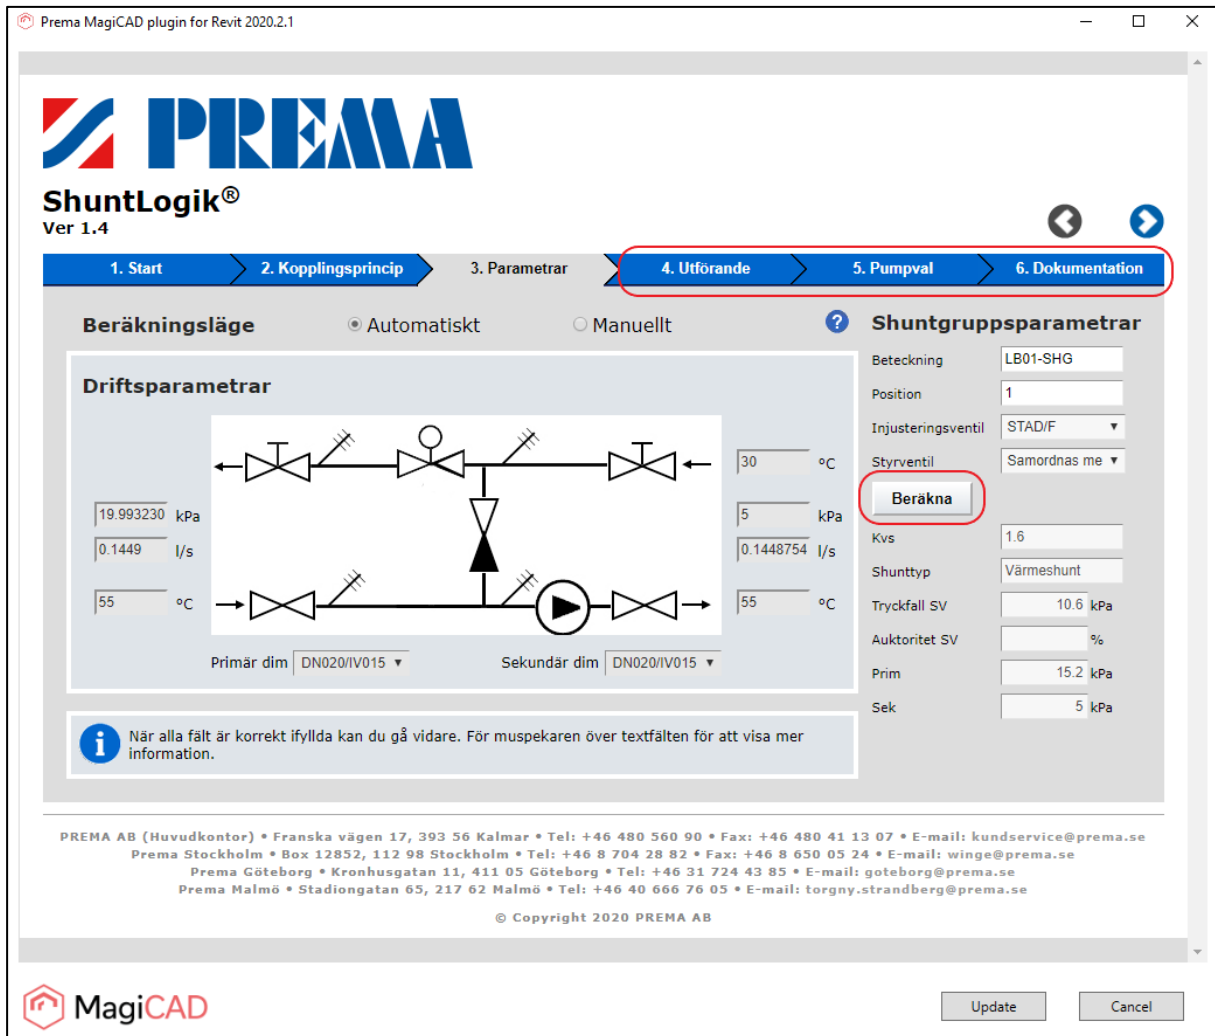 Prema MagiCAD plugin for Revit 2020.2.1
PREMA
ShuntLogik®
Ver 1.4
1. Start
2. Kopplingsprincip
3. Parametrar
4. Utförande
5. Pumpval
6. Dokumentation
Beräkningsläge
Automatiskt
Manuellt
?
Driftsparametrar
30 °C
19.993230 kPa
5 kPa
0.1449 l/s
0.1448754 l/s
55 °C
55 °C
Primär dim DN020/IV015
Sekundär dim DN020/IV015
i
När alla fält är korrekt ifyllda kan du gå vidare. För muspekaren över textfälten för att visa mer
information.
Shuntgruppsparametrar
Beteckning LB01-SHG
Position 1
Injusteringsventil STAD/F
Styrventil Samordnas me
Beräkna
Kvs 1.6
Shunttyp Värmeshunt
Tryckfall SV 10.6 kPa
Auktoritet SV %
Prim 15.2 kPa
Sek 5 kPa
PREMA AB (Huvudkontor) • Franska vägen 17, 393 56 Kalmar • Tel: +46 480 560 90 • Fax: +46 480 41 13 07 • E-mail: kundservice@prema.se
Prema Stockholm • Box 12852, 112 98 Stockholm • Tel: +46 8 704 28 82 • Fax: +46 8 650 05 24 • E-mail: winge@prema.se
Prema Göteborg • Kronhusgatan 11, 411 05 Göteborg • Tel: +46 31 724 43 85 • E-mail: goteborg@prema.se
Prema Malmö • Stadiongatan 65, 217 62 Malmö • Tel: +46 40 666 76 05 • E-mail: torgny.strandberg@prema.se
© Copyright 2020 PREMA AB
MagiCAD
Update
Cancel